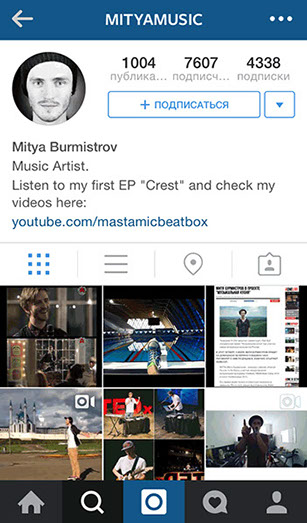 MITYAMUSIC
1004 7607 4338
публика... подписч... подписки
+ ПОДПИСАТЬСЯ
Mitya Burmistrov
Music Artist.
Listen to my first EP "Crest" and check my
videos here:
youtube.com/mastamicbeatbox